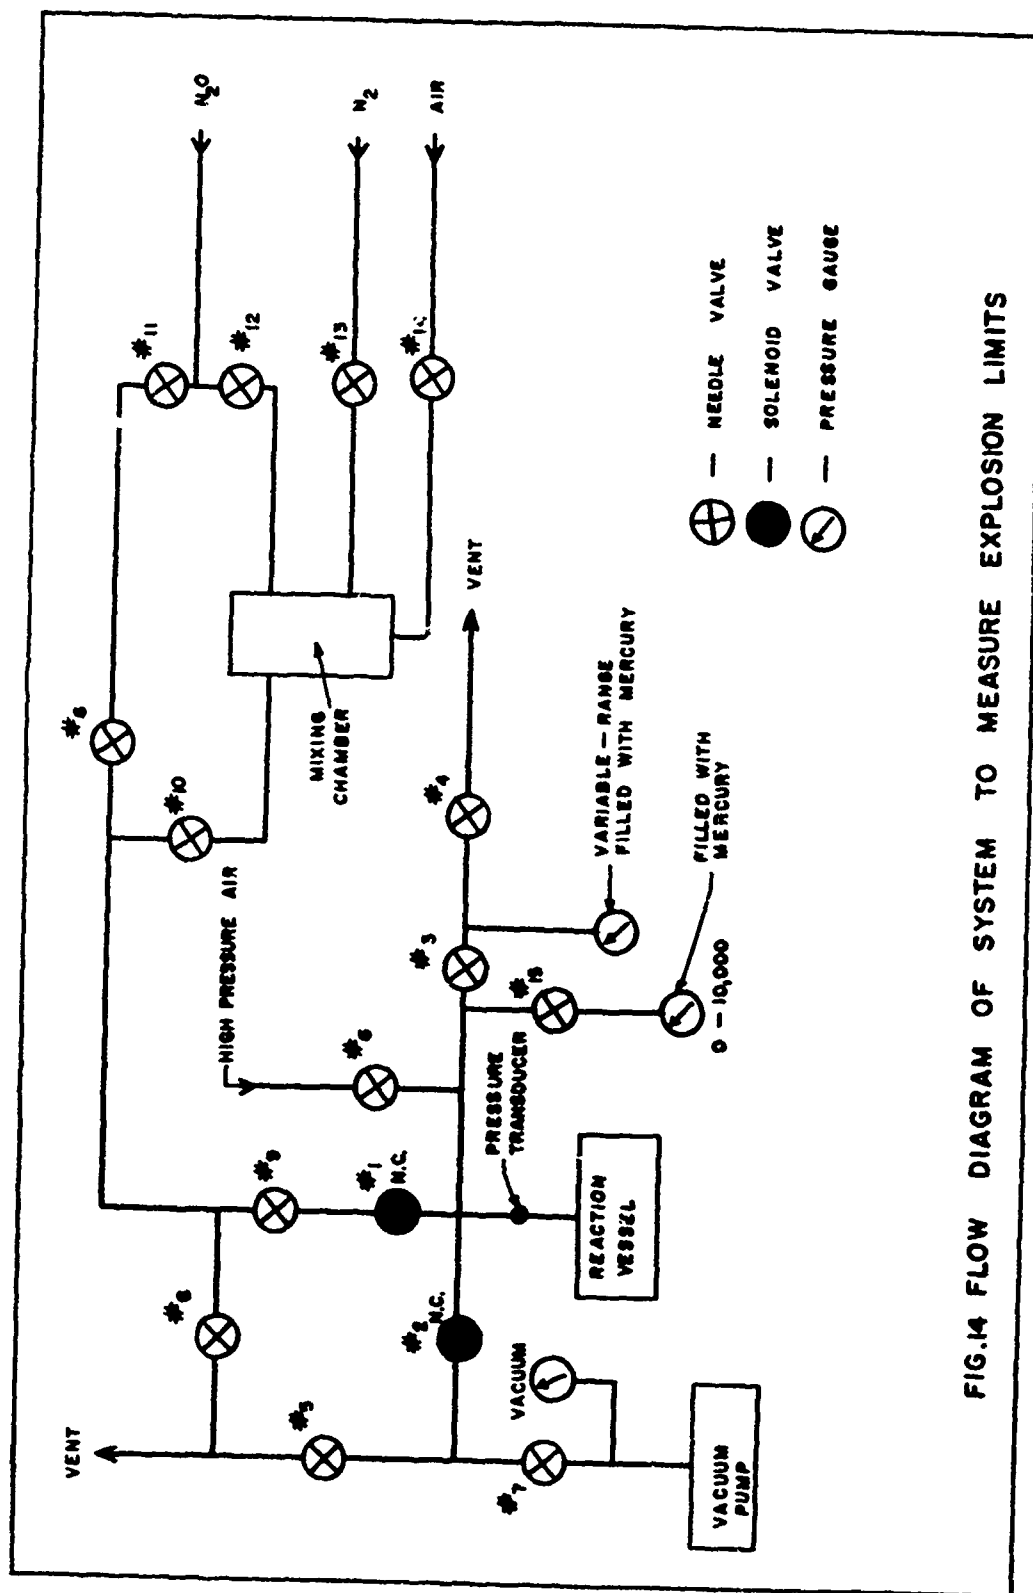 VENT
#8
#8
#10
#11
N2O
HIGH PRESSURE AIR
#12
#9
#5
MIXING
CHAMBER
#13
N2
#6
#1
N.C.
#14
AIR
#2
N.C.
#3
#4
VENT
PRESSURE
TRANSDUCER
VACUUM
#7
#15
REACTION
VESSEL
VARIABLE-RANGE
FILLED WITH MERCURY
FILLED WITH
MERCURY
0-10,000
VACUUM
PUMP
— NEEDLE VALVE
— SOLENOID VALVE
— PRESSURE GAUGE
FIG.14 FLOW DIAGRAM OF SYSTEM TO MEASURE EXPLOSION LIMITS